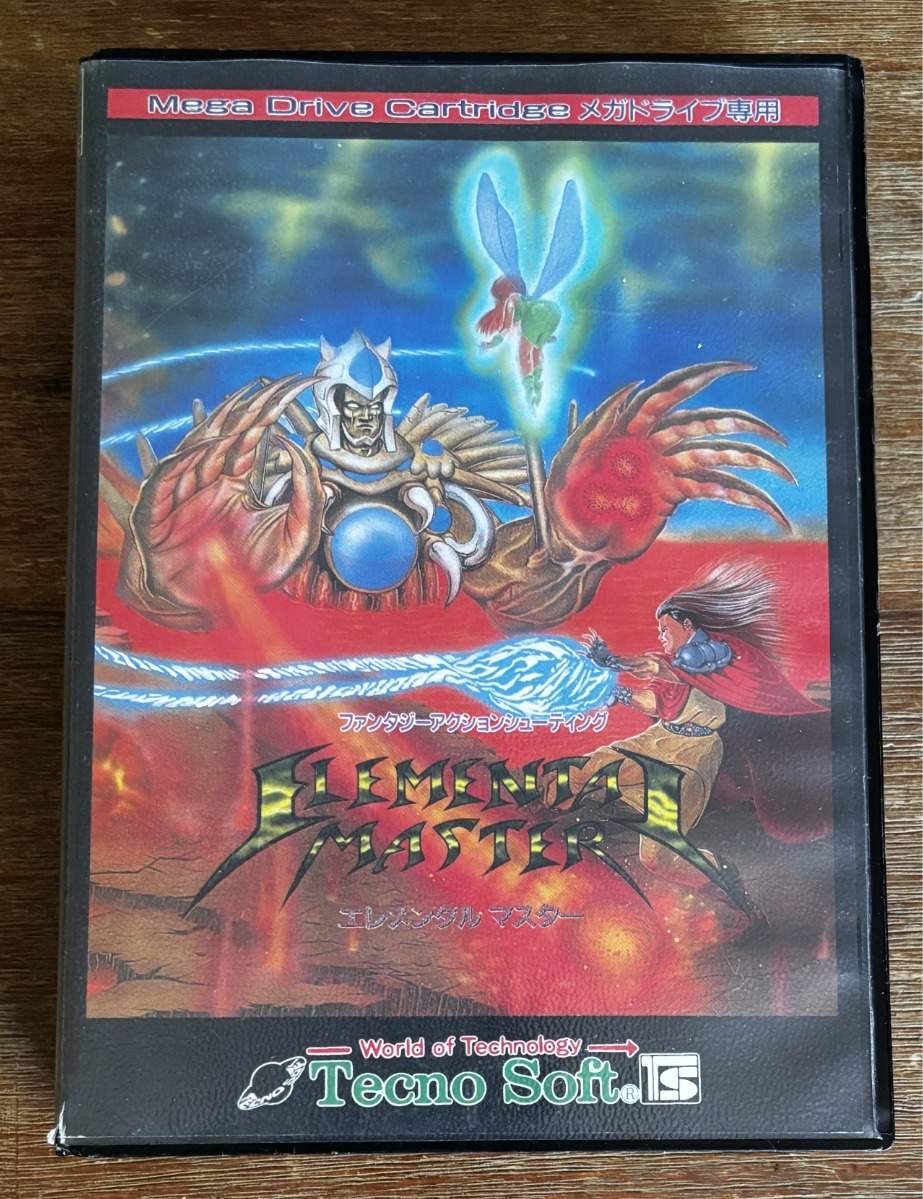 Mega Drive Cartridge メガドライブ専用
ファンタジーアクションシューティング
ELEMENTAL
MASTER
エレメンタル マスター
World of Technology
Tecno Soft® TS